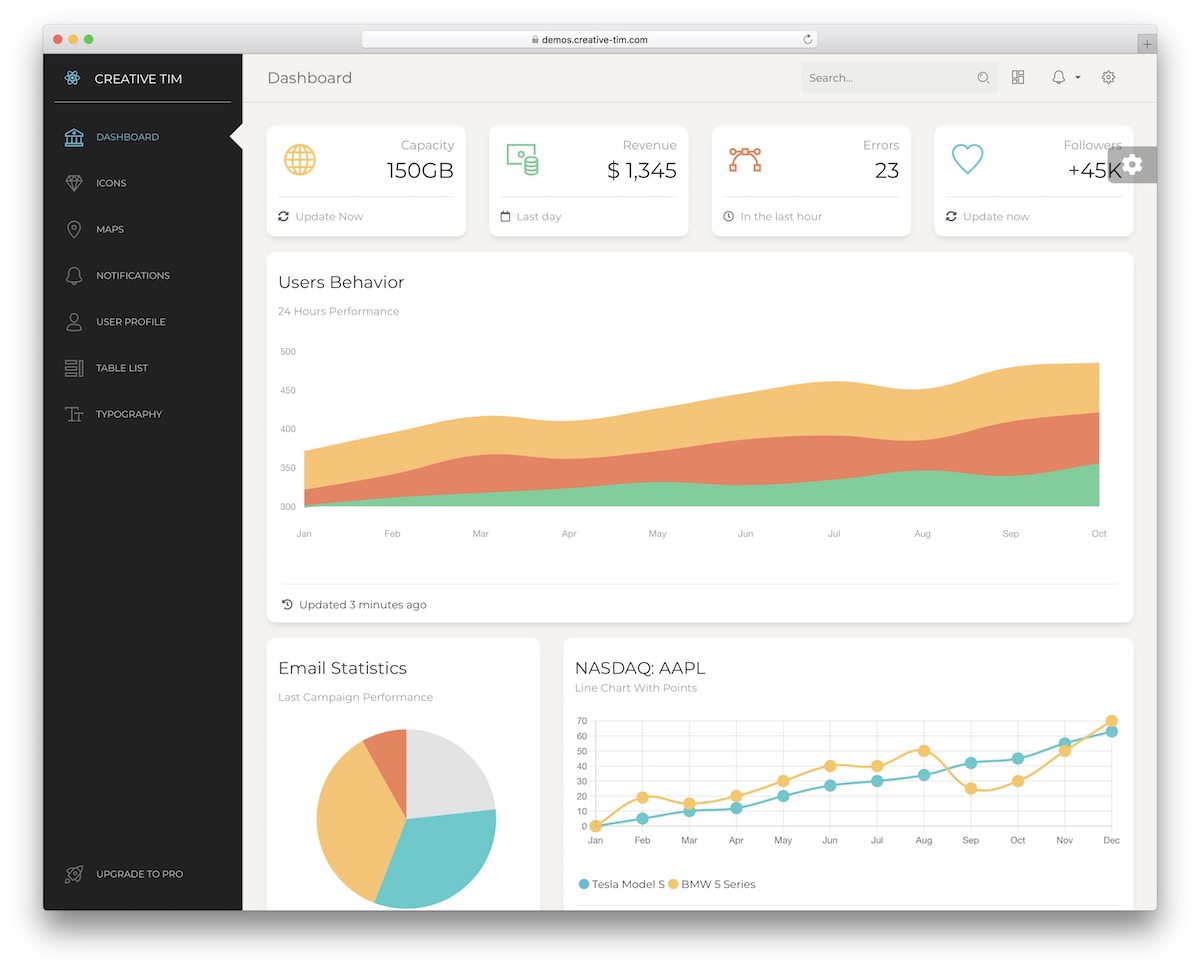 demos.creative-tim.com
CREATIVE TIM
Dashboard
Search...
DASHBOARD
ICONS
MAPS
NOTIFICATIONS
USER PROFILE
TABLE LIST
TYPOGRAPHY
UPGRADE TO PRO
Capacity
150GB
Update Now
Revenue
$ 1,345
Last day
Errors
23
In the last hour
Followers
+45K
Update now
Users Behavior
24 Hours Performance
500
450
400
350
300
Jan Feb Mar Apr May Jun Jul Aug Sep Oct
Updated 3 minutes ago
Email Statistics
Last Campaign Performance
NASDAQ: AAPL
Line Chart With Points
70
60
50
40
30
20
10
0
Jan Feb Mar Apr May Jun Jul Aug Sep Oct Nov Dec
Tesla Model S BMW 5 Series